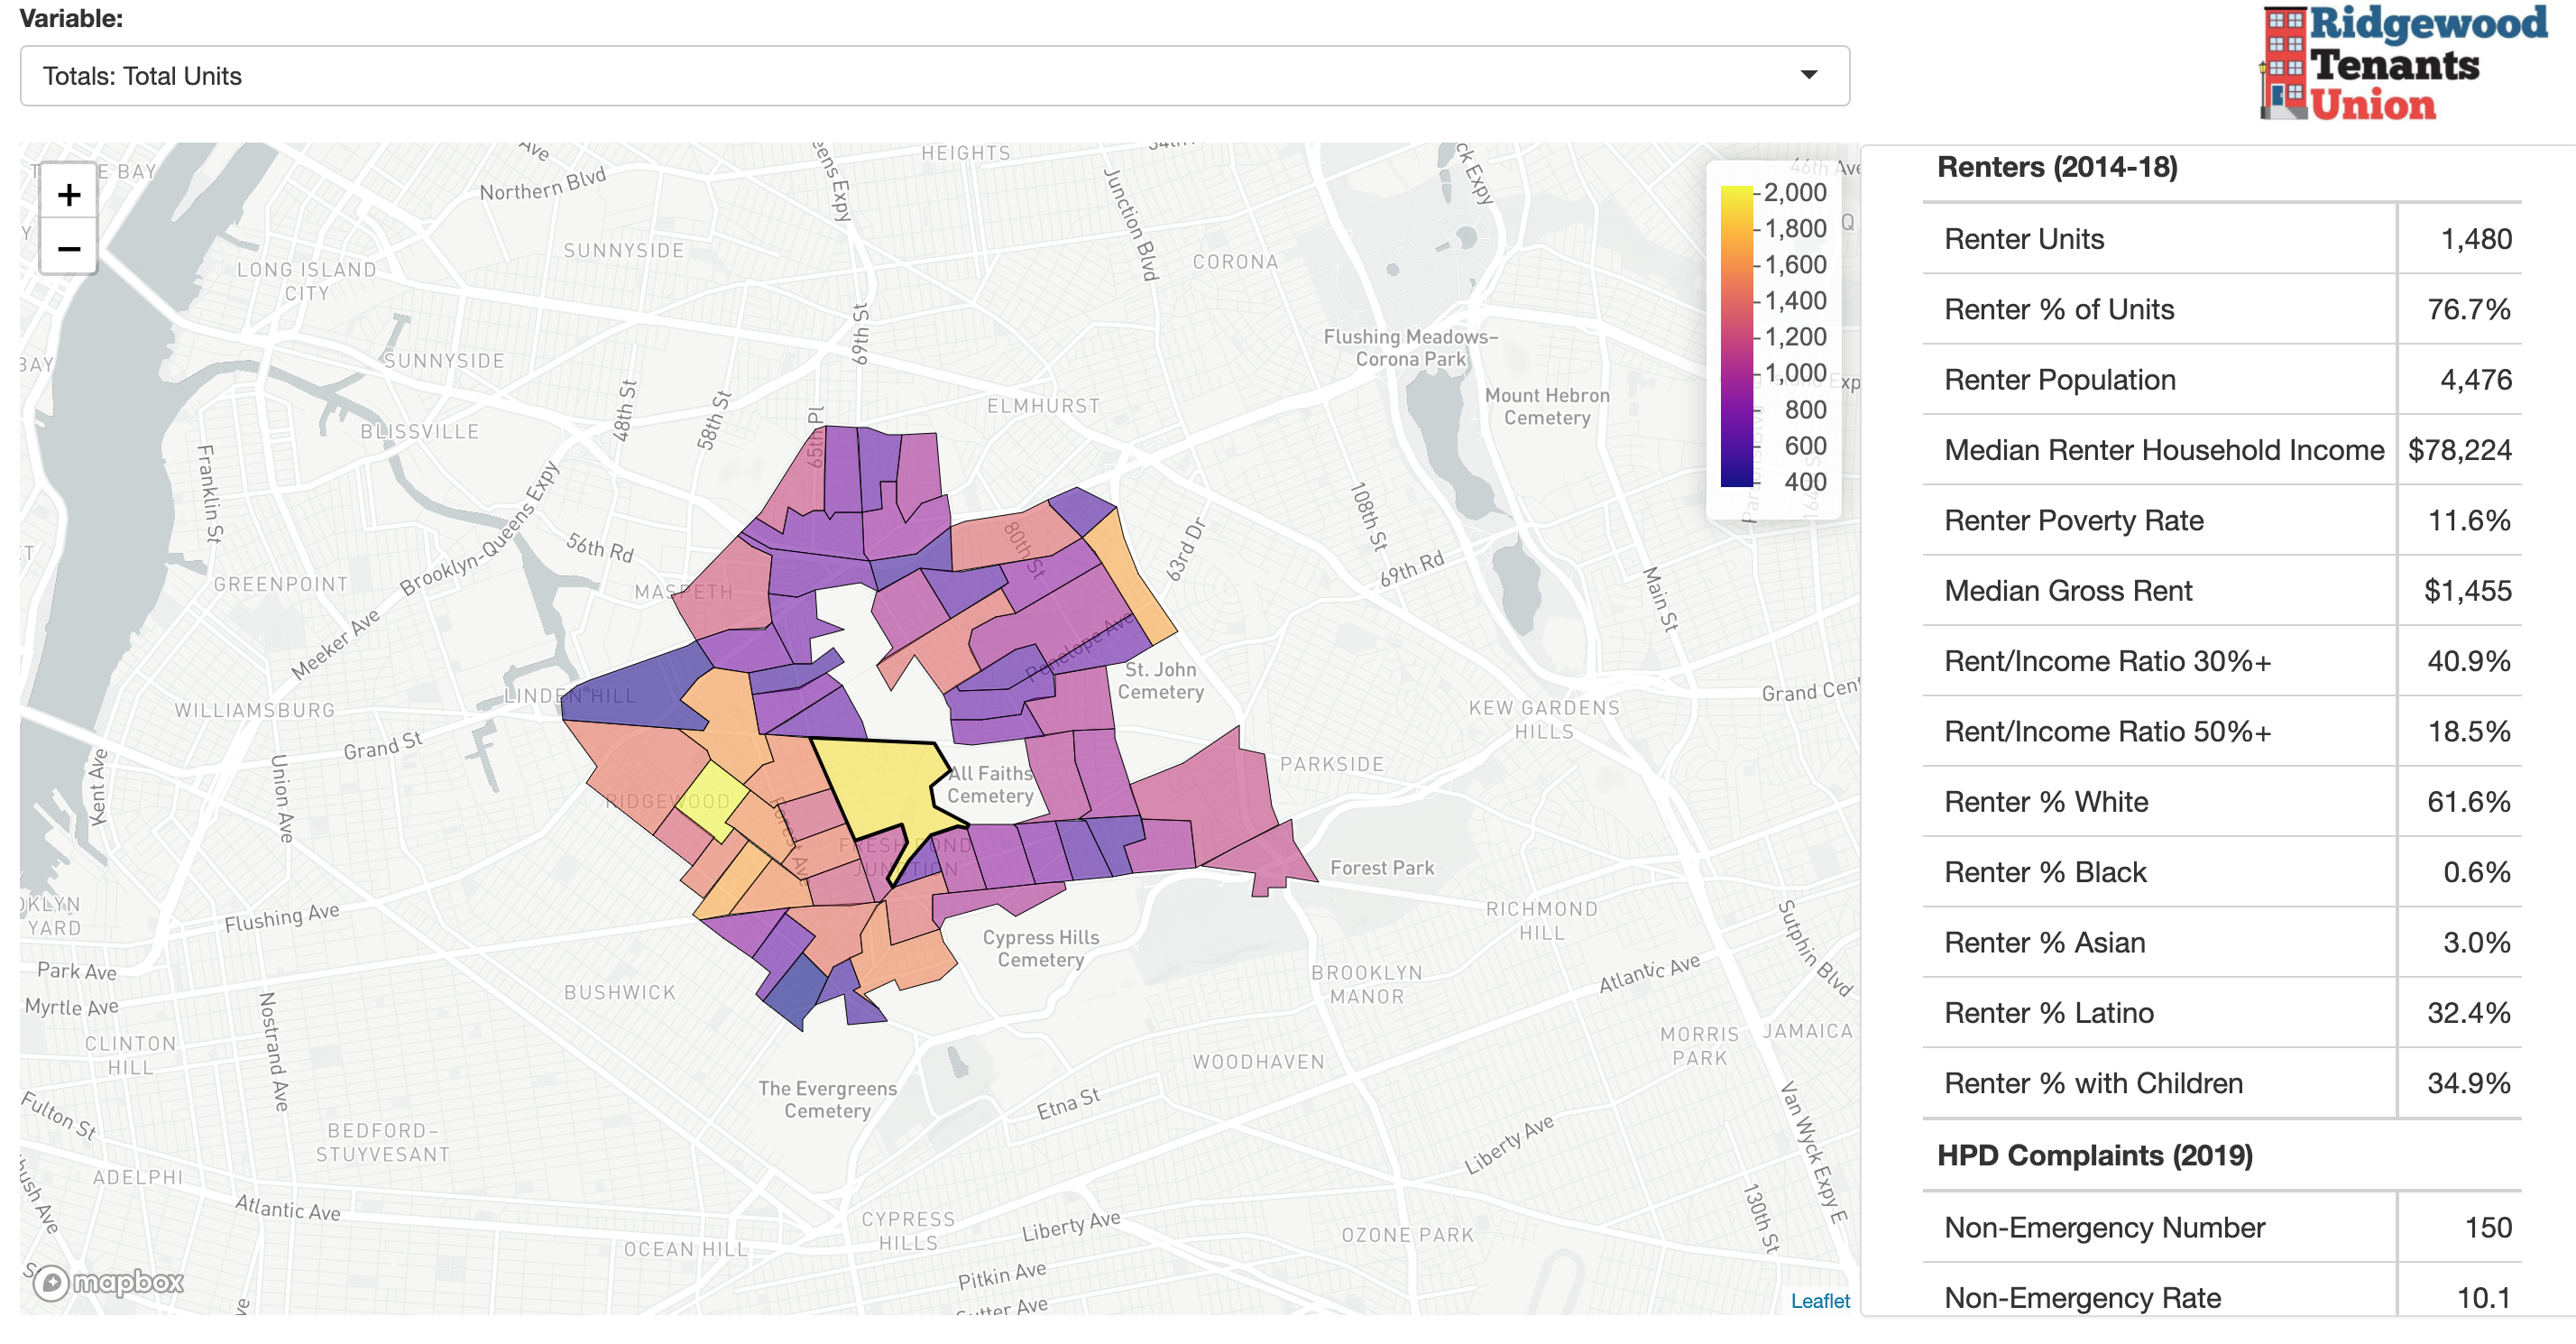 Variable:
Totals: Total Units
Ridgewood
Tenants
Union
+
−
2,000
1,800
1,600
1,400
1,200
1,000
800
600
400
HEIGHTS
Northern Blvd
Junction Blvd
46th Ave
SUNNYSIDE
CORONA
LONG ISLAND
CITY
69th St
Flushing Meadows–
Corona Park
SUNNYSIDE
48th St
58th St
65th Pl
ELMHURST
Mount Hebron
Cemetery
BLISSVILLE
Franklin St
Brooklyn-Queens Expy
56th Rd
80th St
63rd Dr
108th St
69th Rd
Main St
GREENPOINT
MASPETH
Meeker Ave
Penelope Ave
St. John
Cemetery
LINDEN HILL
WILLIAMSBURG
Grand St
KEW GARDENS
HILLS
Kent Ave
Union Ave
All Faiths
Cemetery
PARKSIDE
RIDGEWOOD
Forest Ave
FRESH POND
JUNCTION
Forest Park
RICHMOND
HILL
Sutphin Blvd
YARD
Flushing Ave
Cypress Hills
Cemetery
Park Ave
Myrtle Ave
BUSHWICK
BROOKLYN
MANOR
Atlantic Ave
Nostrand Ave
CLINTON
HILL
MORRIS
PARK
JAMAICA
WOODHAVEN
The Evergreens
Cemetery
Etna St
Fulton St
BEDFORD–
STUYVESANT
Liberty Ave
Van Wyck Expy E
ADELPHI
Atlantic Ave
130th St
CYPRESS
HILLS
Liberty Ave
OCEAN HILL
OZONE PARK
Pitkin Ave
mapbox
Leaflet
Renters (2014-18)
Renter Units 1,480
Renter % of Units 76.7%
Renter Population 4,476
Median Renter Household Income $78,224
Renter Poverty Rate 11.6%
Median Gross Rent $1,455
Rent/Income Ratio 30%+ 40.9%
Rent/Income Ratio 50%+ 18.5%
Renter % White 61.6%
Renter % Black 0.6%
Renter % Asian 3.0%
Renter % Latino 32.4%
Renter % with Children 34.9%
HPD Complaints (2019)
Non-Emergency Number 150
Non-Emergency Rate 10.1